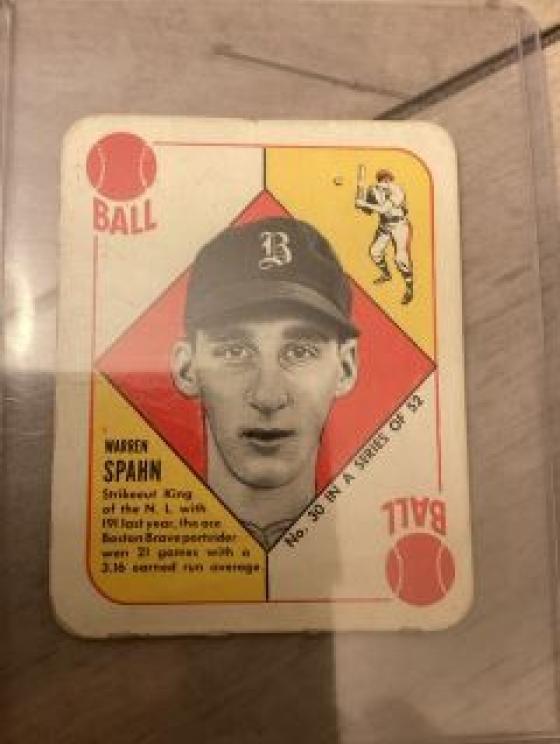 BALL
B
WARREN
SPAHN
Strikeout King
of the N. L. with
191 last year, the ace
Boston Brave portsider
won 21 games with a
3.16 earned run average.
No. 30 IN A SERIES OF 52
BALL